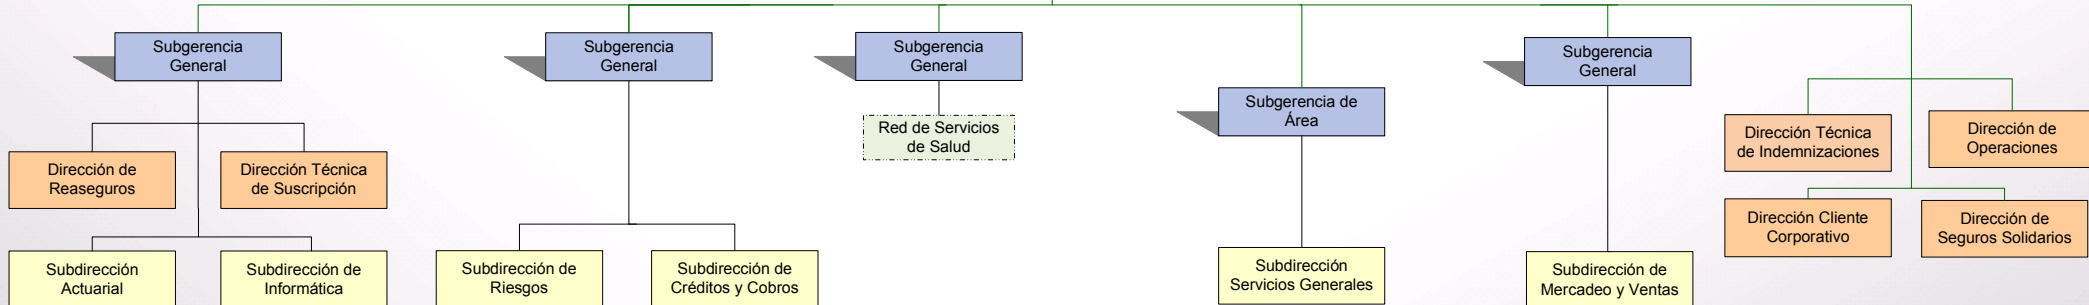 Subgerencia
General
Subgerencia
General
Subgerencia
General
Subgerencia de
Área
Subgerencia
General
Red de Servicios
de Salud
Dirección de
Reaseguros
Dirección Técnica
de Suscripción
Dirección Técnica
de Indemnizaciones
Dirección de
Operaciones
Dirección Cliente
Corporativo
Dirección de
Seguros Solidarios
Subdirección
Actuarial
Subdirección de
Informática
Subdirección de
Riesgos
Subdirección de
Créditos y Cobros
Subdirección
Servicios Generales
Subdirección de
Mercadeo y Ventas